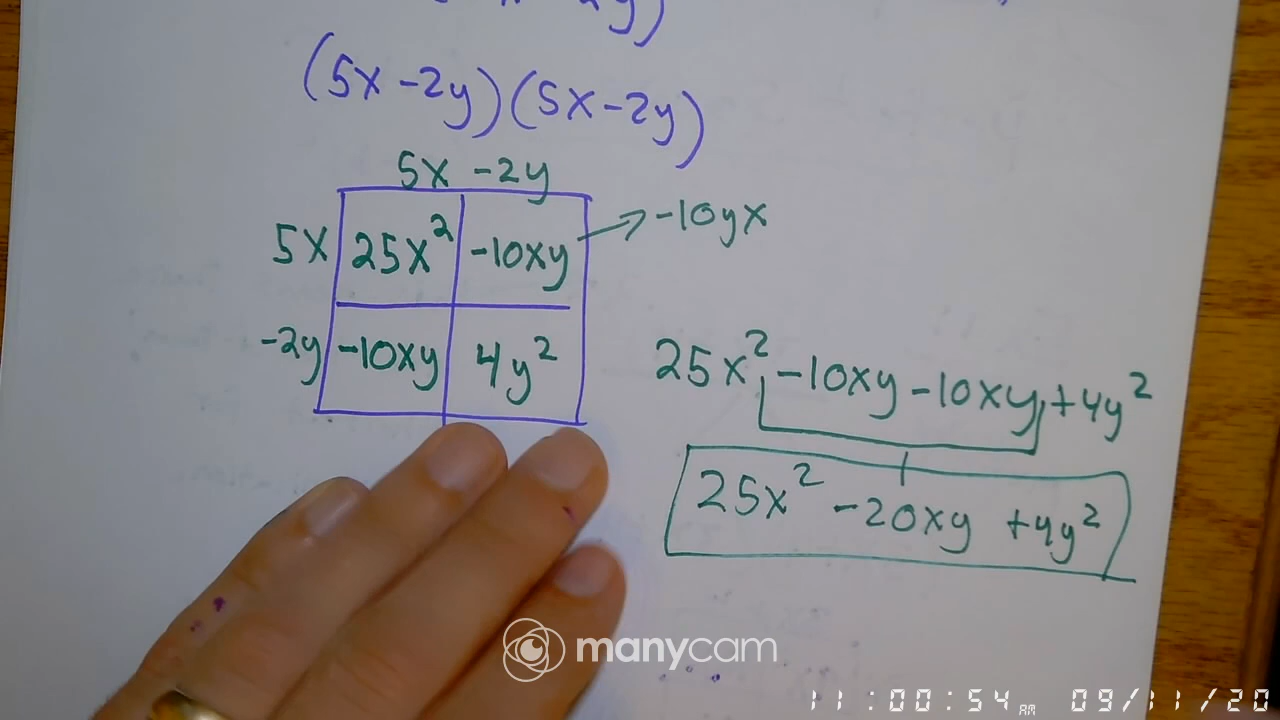 2y)
(5x -2y)(5x-2y)
5x -2y
5x 25x² -10xy → -10yx
-2y -10xy 4y²
25x² -10xy -10xy +4y²
25x² -20xy +4y²
manycam
11:00:54 AM 09/11/20